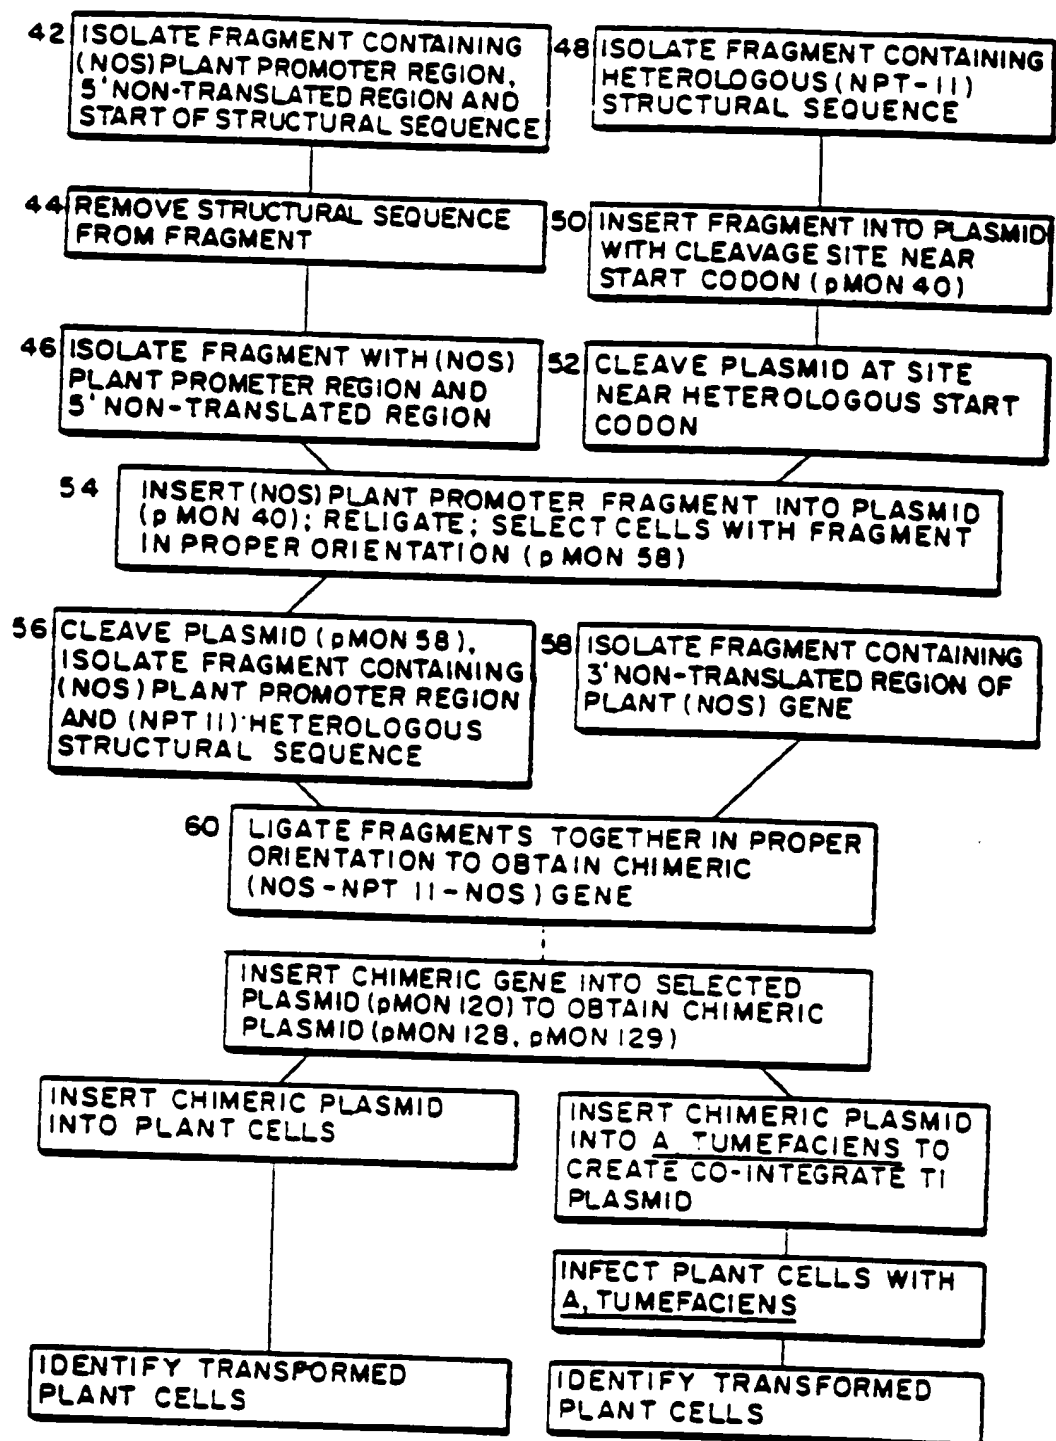 42 ISOLATE FRAGMENT CONTAINING
(NOS) PLANT PROMOTER REGION,
5' NON-TRANSLATED REGION AND
START OF STRUCTURAL SEQUENCE
48 ISOLATE FRAGMENT CONTAINING
HETEROLOGOUS (NPT-11)
STRUCTURAL SEQUENCE
44 REMOVE STRUCTURAL SEQUENCE
FROM FRAGMENT
50 INSERT FRAGMENT INTO PLASMID
WITH CLEAVAGE SITE NEAR
START CODON (pMON 40)
46 ISOLATE FRAGMENT WITH (NOS)
PLANT PROMETER REGION AND
5' NON-TRANSLATED REGION
52 CLEAVE PLASMID AT SITE
NEAR HETEROLOGOUS START
CODON
54 INSERT (NOS) PLANT PROMOTER FRAGMENT INTO PLASMID
(pMON 40); RELIGATE; SELECT CELLS WITH FRAGMENT
IN PROPER ORIENTATION (pMON 58)
56 CLEAVE PLASMID (pMON 58),
ISOLATE FRAGMENT CONTAINING
(NOS) PLANT PROMOTER REGION
AND (NPT 11) HETEROLOGOUS
STRUCTURAL SEQUENCE
58 ISOLATE FRAGMENT CONTAINING
3' NON-TRANSLATED REGION OF
PLANT (NOS) GENE
60 LIGATE FRAGMENTS TOGETHER IN PROPER
ORIENTATION TO OBTAIN CHIMERIC
(NOS-NPT 11-NOS) GENE
INSERT CHIMERIC GENE INTO SELECTED
PLASMID (pMON 120) TO OBTAIN CHIMERIC
PLASMID (pMON 128, pMON 129)
INSERT CHIMERIC PLASMID
INTO PLANT CELLS
INSERT CHIMERIC PLASMID
INTO A. TUMEFACIENS TO
CREATE CO-INTEGRATE TI
PLASMID
INFECT PLANT CELLS WITH
A. TUMEFACIENS
IDENTIFY TRANSFORMED
PLANT CELLS
IDENTIFY TRANSFORMED
PLANT CELLS